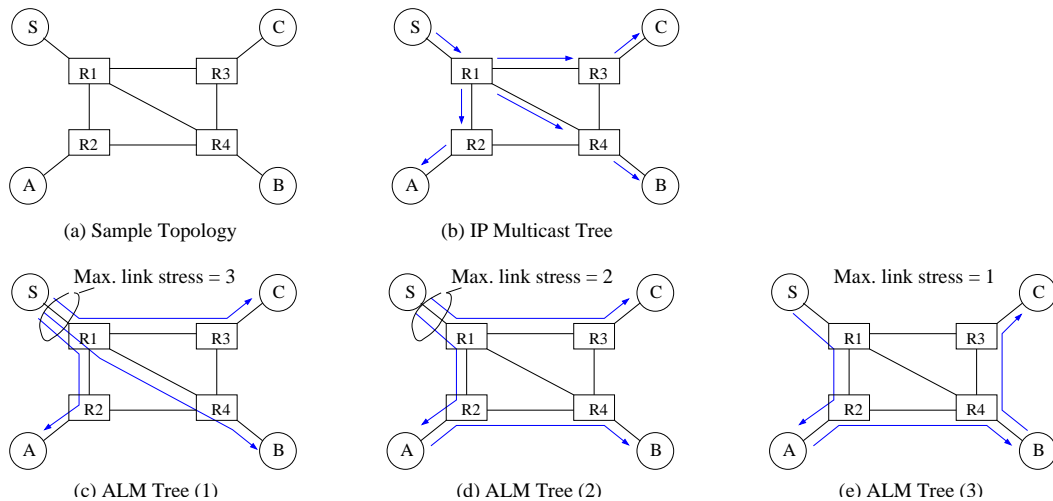 S
C
R1
R3
R2
R4
A
B
(a) Sample Topology
S
C
R1
R3
R2
R4
A
B
(b) IP Multicast Tree
Max. link stress = 3
S
C
R1
R3
R2
R4
A
B
(c) ALM Tree (1)
Max. link stress = 2
S
C
R1
R3
R2
R4
A
B
(d) ALM Tree (2)
Max. link stress = 1
S
C
R1
R3
R2
R4
A
B
(e) ALM Tree (3)